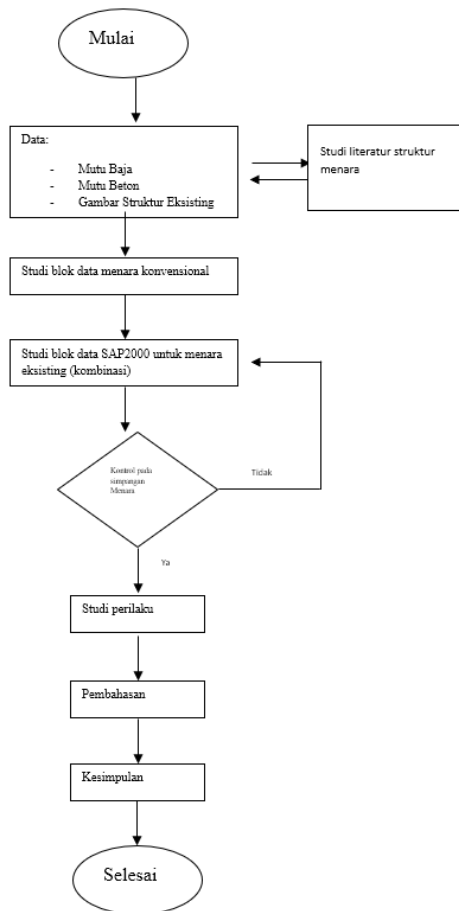 Mulai
Data:
- Mutu Baja
- Mutu Beton
- Gambar Struktur Eksisting
Studi literatur struktur
menara
Studi blok data menara konvensional
Studi blok data SAP2000 untuk menara
eksisting (kombinasi)
Kontrol pada
simpangan
Menara
Tidak
Ya
Studi perilaku
Pembahasan
Kesimpulan
Selesai